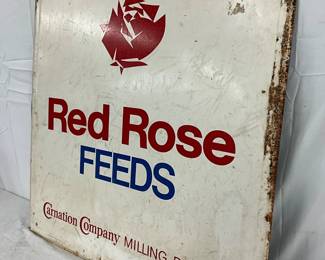 Red Rose
FEEDS
Carnation Company MILLING